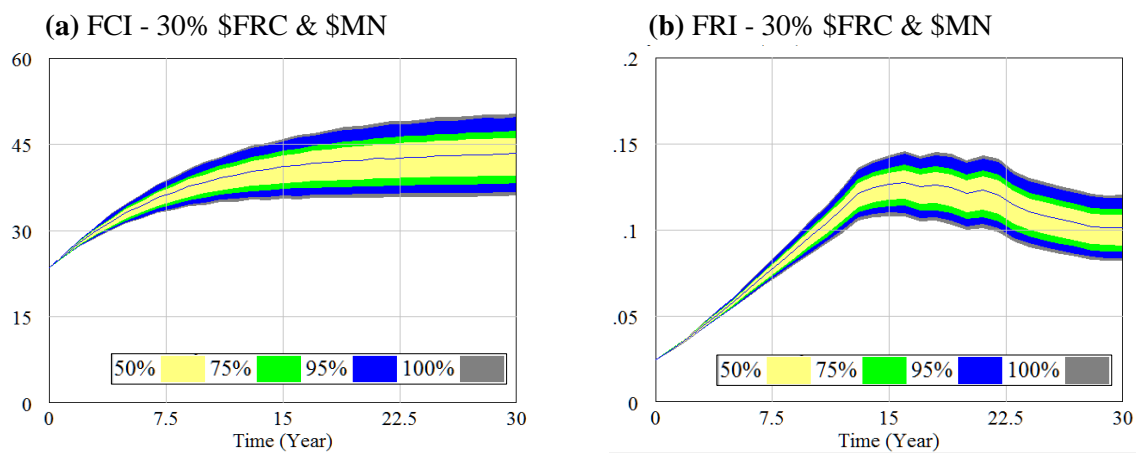 (a) FCI - 30% $FRC & $MN
60
45
30
15
0
50% 75% 95% 100%
0 7.5 15 22.5 30
Time (Year)
(b) FRI - 30% $FRC & $MN
.2
.15
.1
.05
0
50% 75% 95% 100%
0 7.5 15 22.5 30
Time (Year)